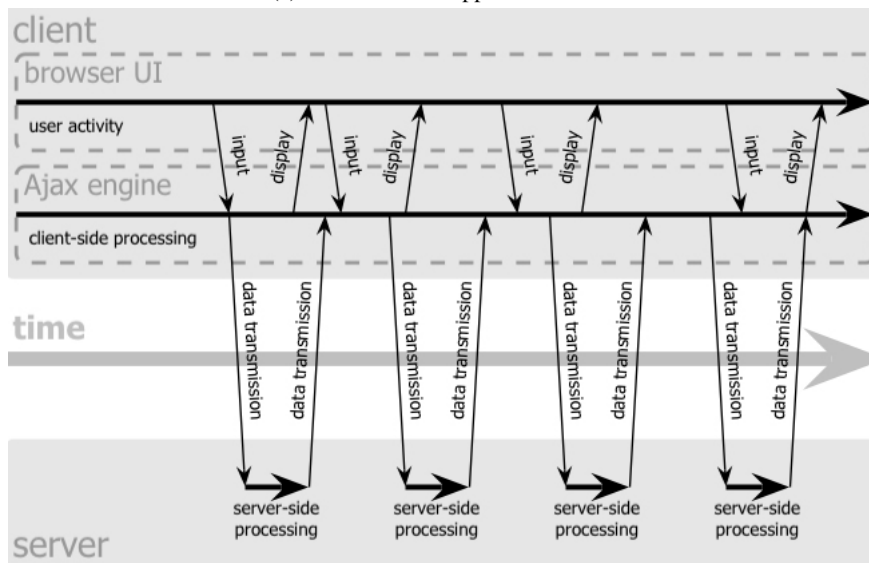 client
browser UI
user activity
input
display
input
display
input
display
input
display
Ajax engine
client-side processing
data transmission
data transmission
data transmission
data transmission
data transmission
data transmission
data transmission
data transmission
time
server-side
processing
server-side
processing
server-side
processing
server-side
processing
server